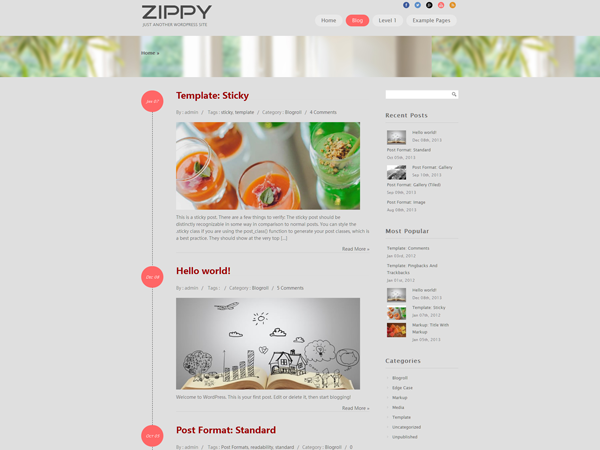 ZIPPY
JUST ANOTHER WORDPRESS SITE
Home
Blog
Level 1
Example Pages
Home »
Jan 07
Template: Sticky
By : admin / Tags : sticky, template / Category : Blogroll / 4 Comments
This is a sticky post. There are a few things to verify: The sticky post should be
distinctly recognizable in some way in comparison to normal posts. You can style the
.sticky class if you are using the post_class() function to generate your post classes, which is
a best practice. They should show at the very top [...]
Read More »
Dec 08
Hello world!
By : admin / Tags : / Category : Blogroll / 5 Comments
Welcome to WordPress. This is your first post. Edit or delete it, then start blogging!
Read More »
Oct 05
Post Format: Standard
By : admin / Tags : Post Formats, readability, standard / Category : Blogroll / 0
Recent Posts
Hello world!
Dec 08th, 2013
Post Format: Standard
Oct 05th, 2013
Post Format: Gallery
Sep 10th, 2013
Post Format: Gallery (Tiled)
Sep 09th, 2013
Post Format: Image
Aug 08th, 2013
Most Popular
Template: Comments
Jan 03rd, 2012
Template: Pingbacks And
Trackbacks
Jan 01st, 2012
Hello world!
Dec 08th, 2013
Template: Sticky
Jan 07th, 2012
Markup: Title With
Markup
Jan 05th, 2013
Categories
Blogroll
Edge Case
Markup
Media
Template
Uncategorized
Unpublished